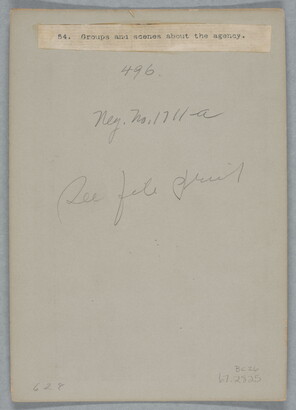 54. Groups and scenes about the agency.
496.
Neg. No. 1711-a
See file print